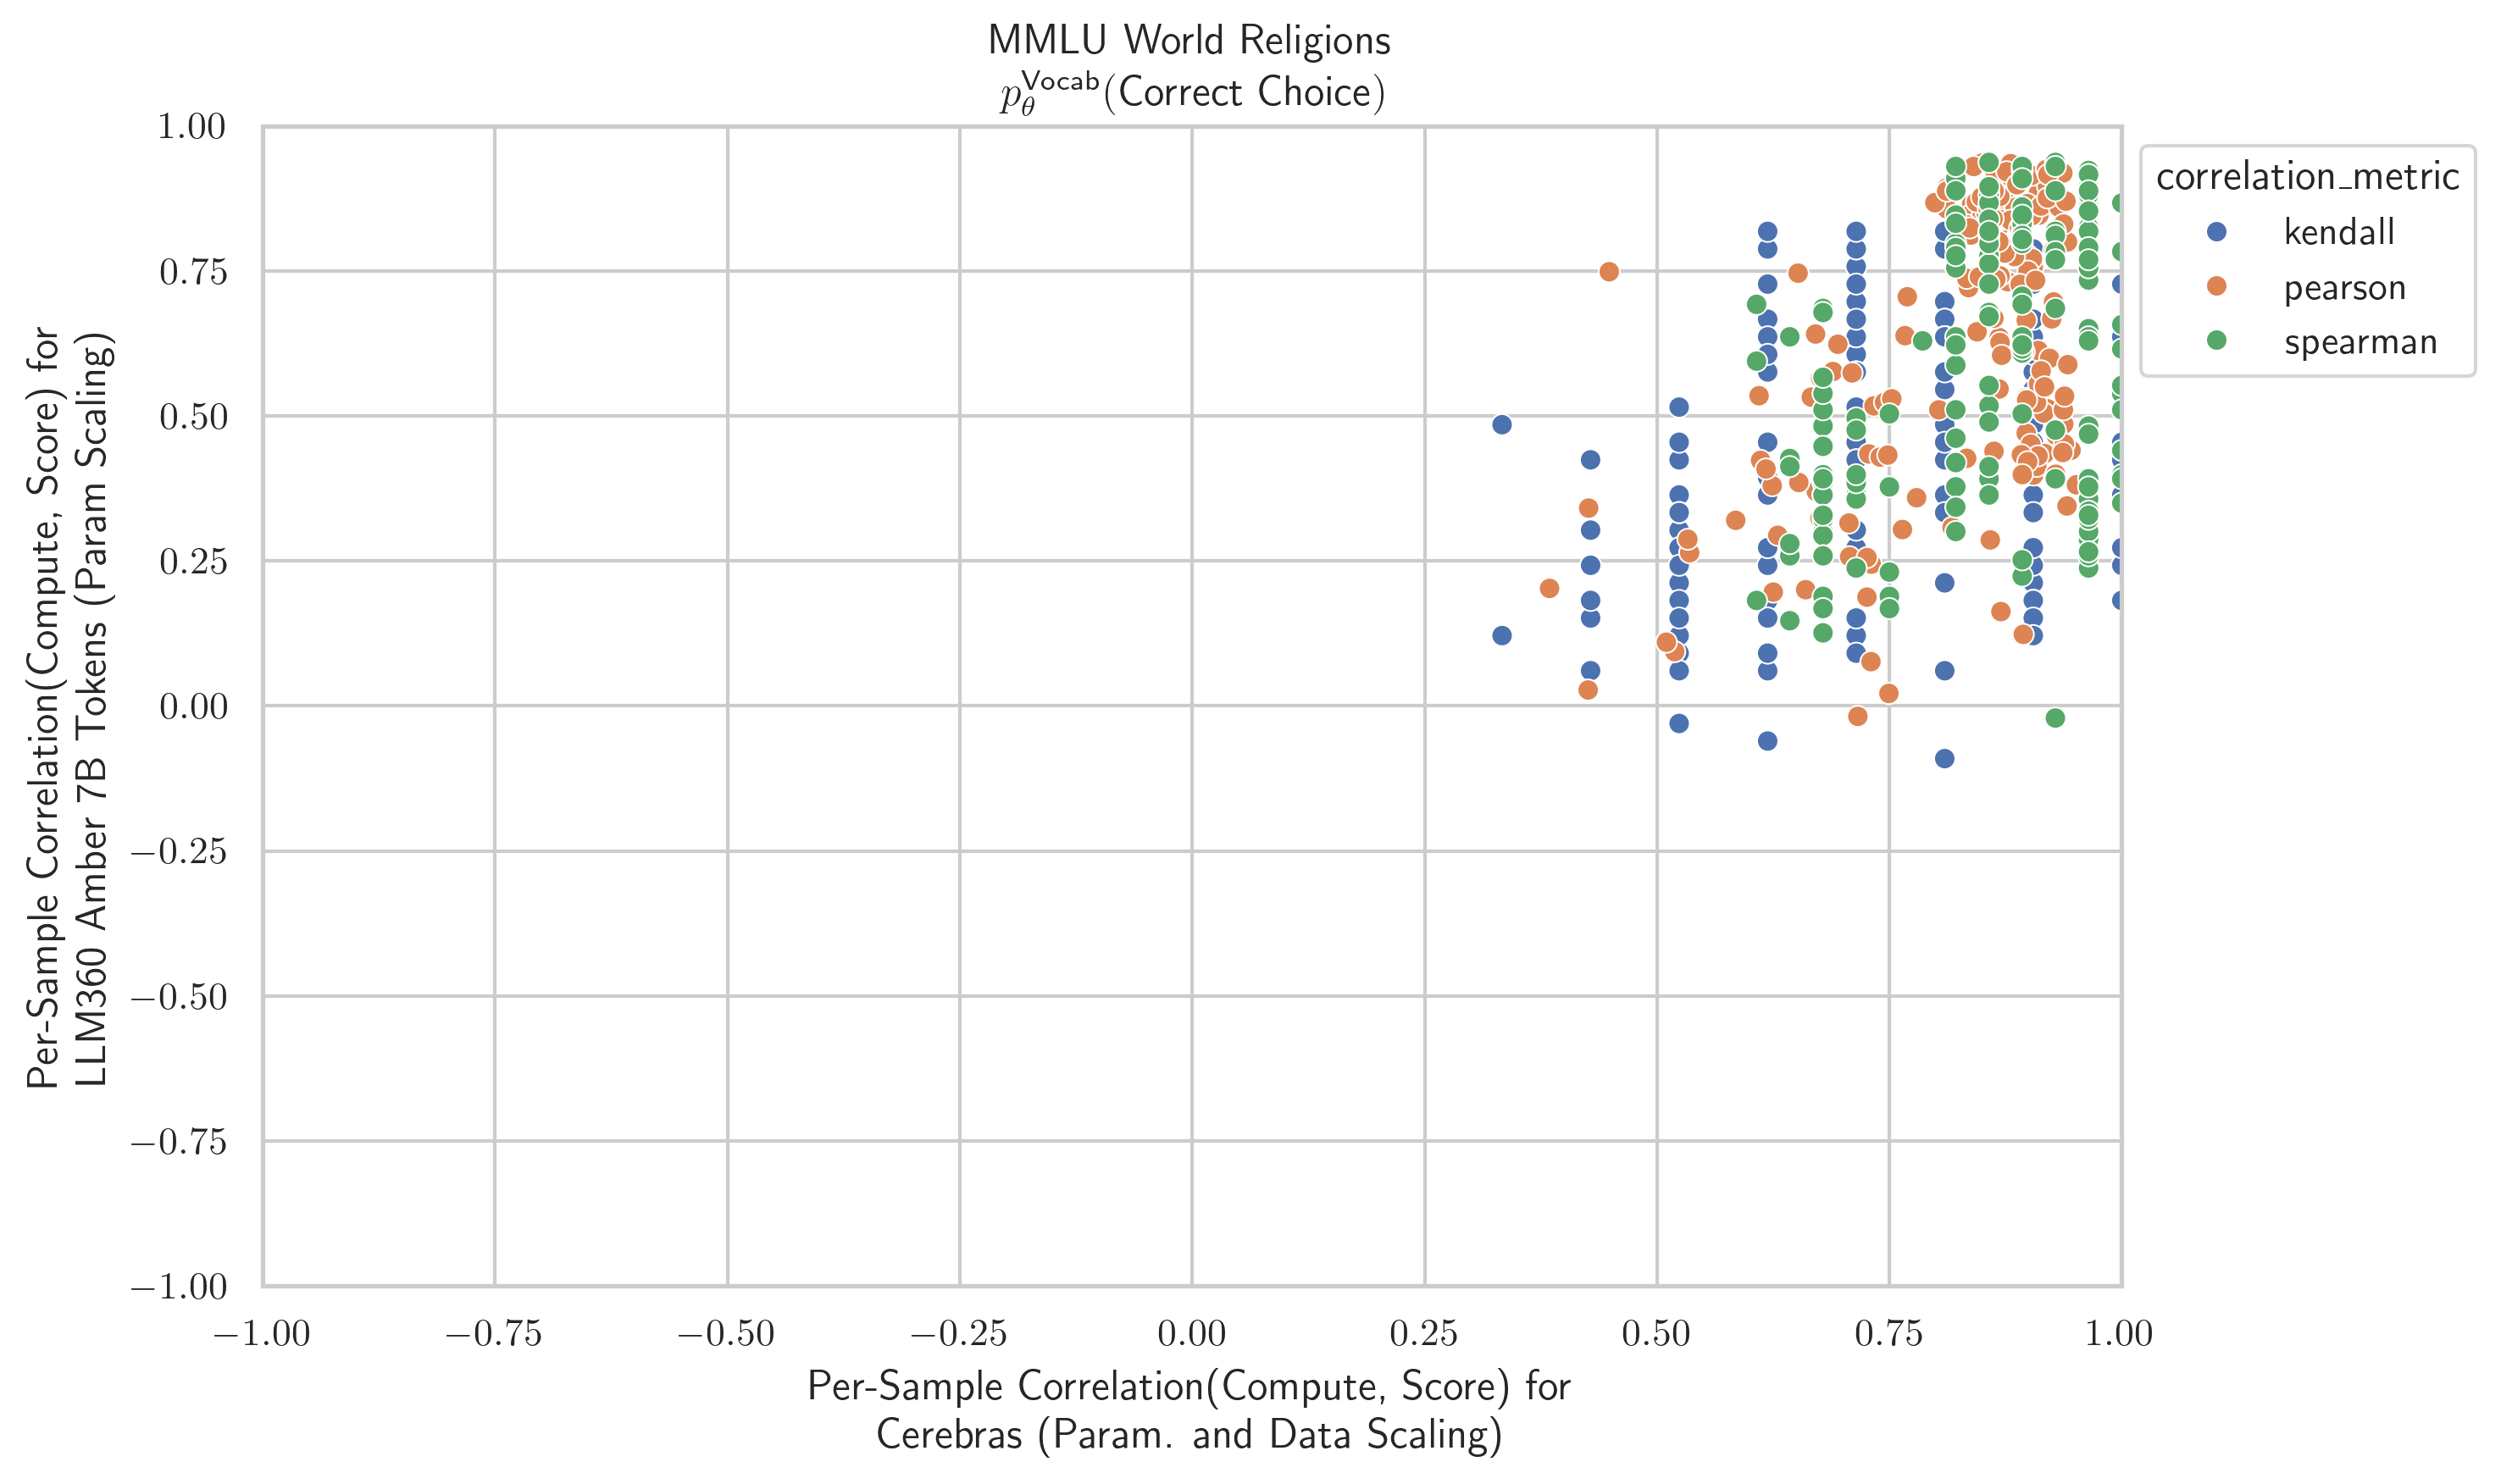 MMLU World Religions
p_θ^Vocab(Correct Choice)
Per-Sample Correlation(Compute, Score) for
LLM360 Amber 7B Tokens (Param Scaling)
1.00
0.75
0.50
0.25
0.00
−0.25
−0.50
−0.75
−1.00
−1.00 −0.75 −0.50 −0.25 0.00 0.25 0.50 0.75 1.00
Per-Sample Correlation(Compute, Score) for
Cerebras (Param. and Data Scaling)
correlation_metric
kendall
pearson
spearman